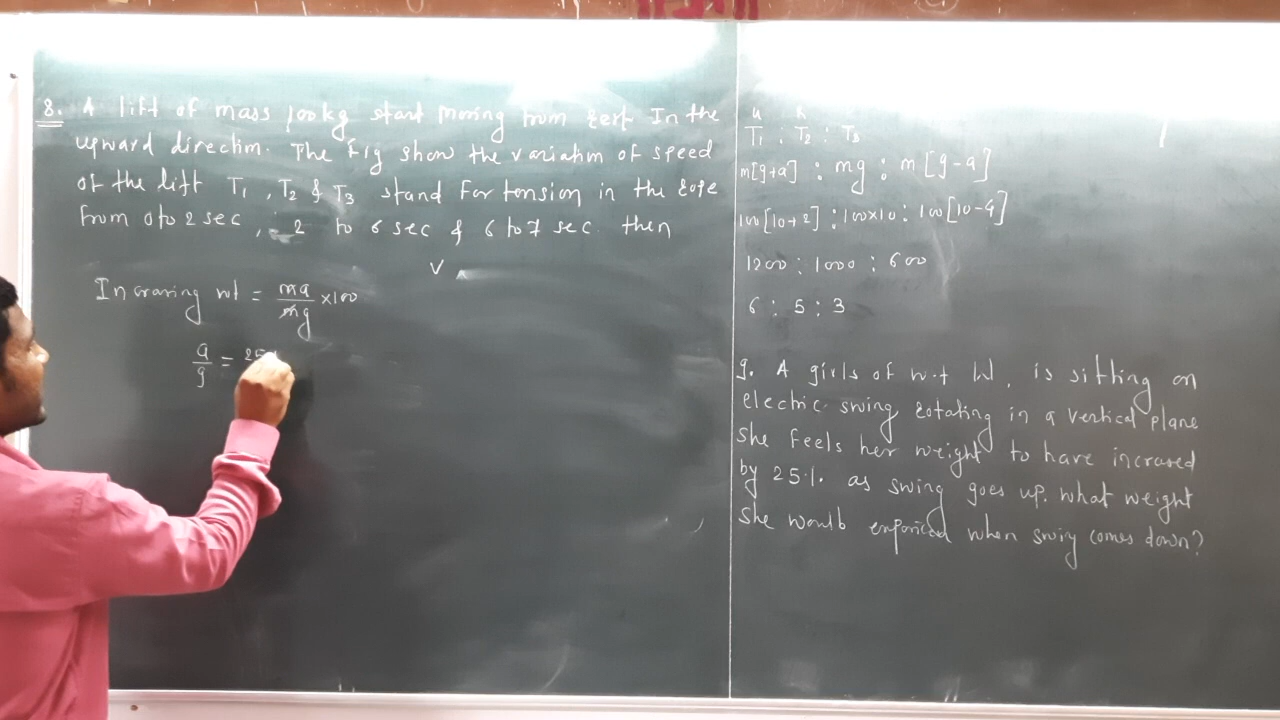 8. A lift of mass 100kg start moving from rest In the
upward direction. The Fig show the variation of speed
of the lift T₁, T₂ & T₃ stand For tension in the rope
from 0 to 2 sec, 2 to 6 sec & 6 to 7 sec. then
V
Incraring wt = ma/mg ×100
a/g = 25
T₁ : T₂ : T₃
m[g+a] : mg : m[g-a]
100[10+2] : 100×10 : 100[10-4]
1200 : 1000 : 600
6 : 5 : 3
9. A girls of w.t W, is sitting on
electric swing rotating in a vertical plane
She feels her weight to have incrased
by 25%. as swing goes up. what weight
She woulb when swing comes down?